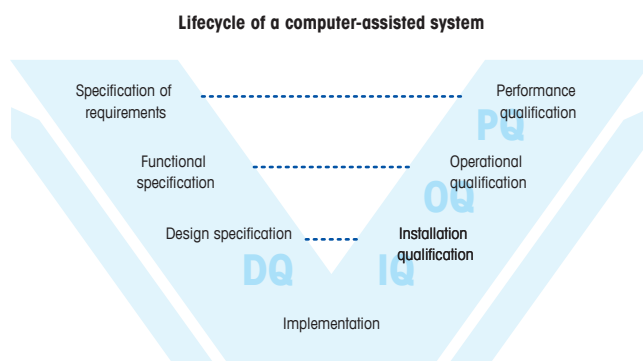 Lifecycle of a computer-assisted system
Specification of
requirements
Performance
qualification
PQ
Functional
specification
Operational
qualification
OQ
Design specification
DQ
Installation
qualification
IQ
Implementation